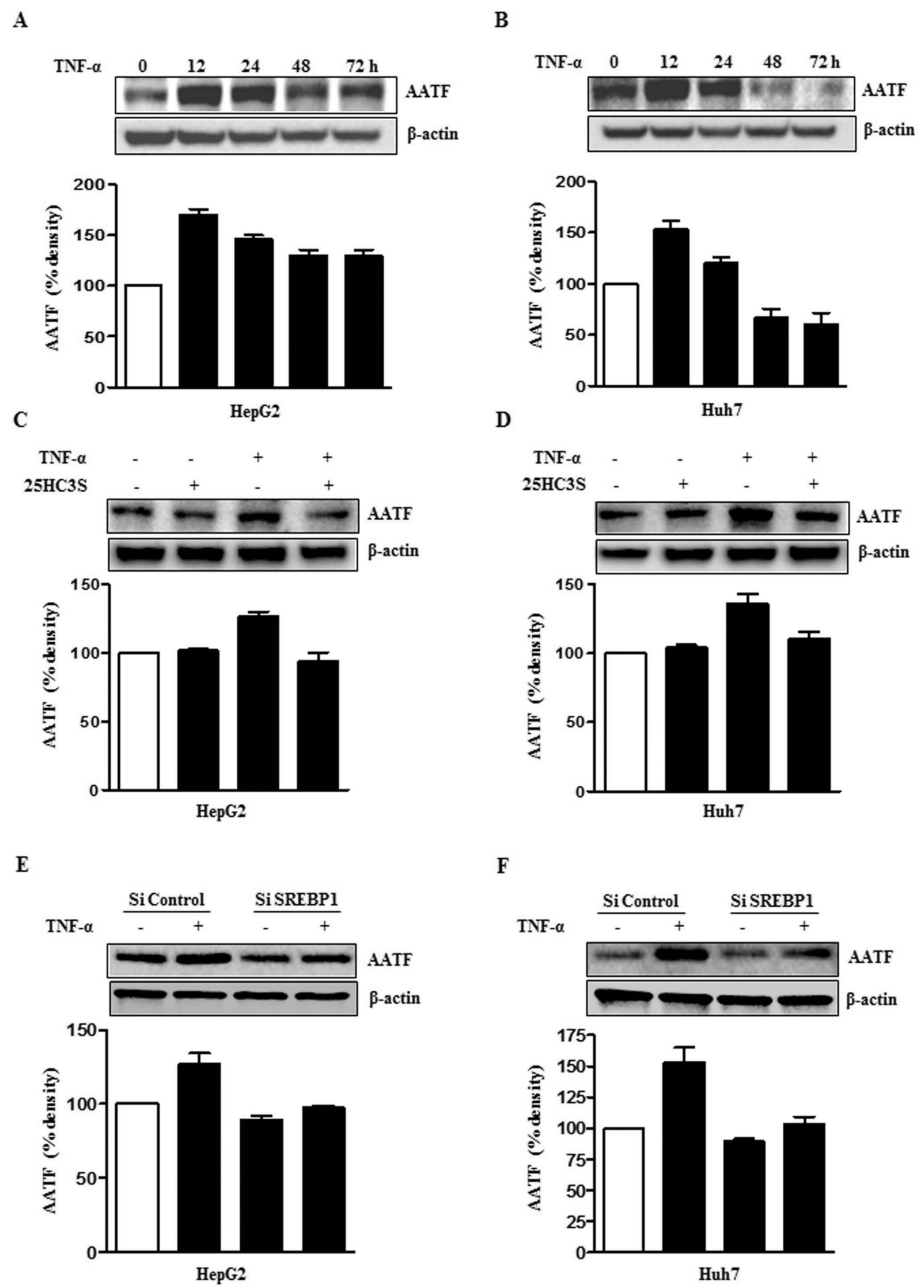 A
TNF-α 0 12 24 48 72 h
AATF
β-actin
200
150
100
50
0
AATF (% density)
HepG2
B
TNF-α 0 12 24 48 72 h
AATF
β-actin
200
150
100
50
0
AATF (% density)
Huh7
C
TNF-α - - + +
25HC3S - + - +
AATF
β-actin
150
100
50
0
AATF (% density)
HepG2
D
TNF-α - - + +
25HC3S - + - +
AATF
β-actin
150
100
50
0
AATF (% density)
Huh7
E
Si Control Si SREBP1
TNF-α - + - +
AATF
β-actin
150
100
50
0
AATF (% density)
HepG2
F
Si Control Si SREBP1
TNF-α - + - +
AATF
β-actin
175
150
125
100
75
50
25
0
AATF (% density)
Huh7